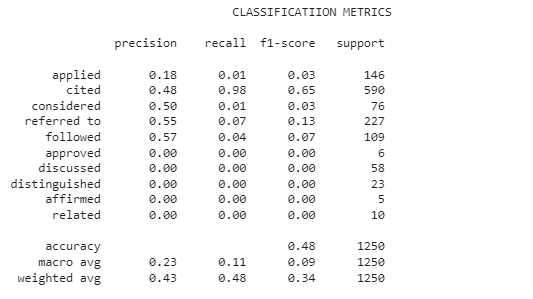 CLASSIFICATIION METRICS
precision recall f1-score support
applied 0.18 0.01 0.03 146
cited 0.48 0.98 0.65 590
considered 0.50 0.01 0.03 76
referred to 0.55 0.07 0.13 227
followed 0.57 0.04 0.07 109
approved 0.00 0.00 0.00 6
discussed 0.00 0.00 0.00 58
distinguished 0.00 0.00 0.00 23
affirmed 0.00 0.00 0.00 5
related 0.00 0.00 0.00 10
accuracy 0.48 1250
macro avg 0.23 0.11 0.09 1250
weighted avg 0.43 0.48 0.34 1250